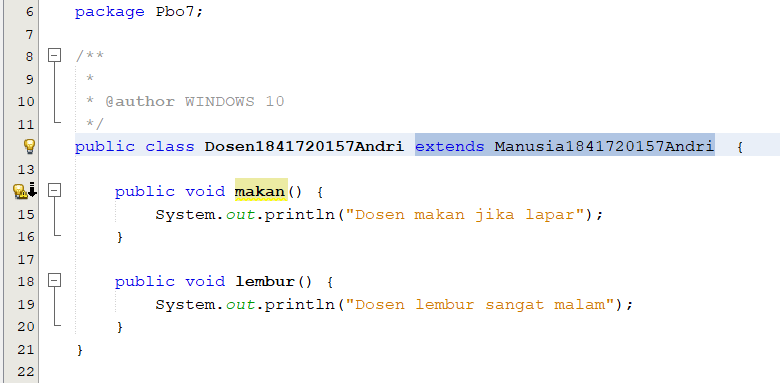 6 package Pbo7;
7
8 /**
9 *
10 * @author WINDOWS 10
11 */
public class Dosen1841720157Andri extends Manusia1841720157Andri {
13
public void makan() {
15 System.out.println("Dosen makan jika lapar");
16 }
17
18 public void lembur() {
19 System.out.println("Dosen lembur sangat malam");
20 }
21 }
22